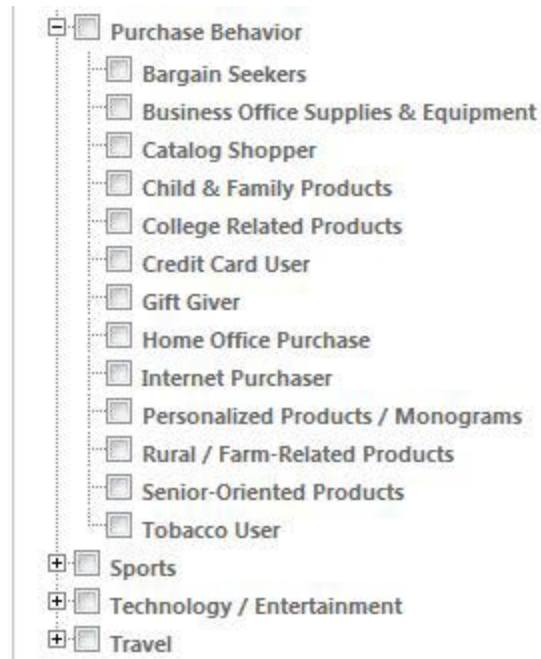 Purchase Behavior
Bargain Seekers
Business Office Supplies & Equipment
Catalog Shopper
Child & Family Products
College Related Products
Credit Card User
Gift Giver
Home Office Purchase
Internet Purchaser
Personalized Products / Monograms
Rural / Farm-Related Products
Senior-Oriented Products
Tobacco User
Sports
Technology / Entertainment
Travel